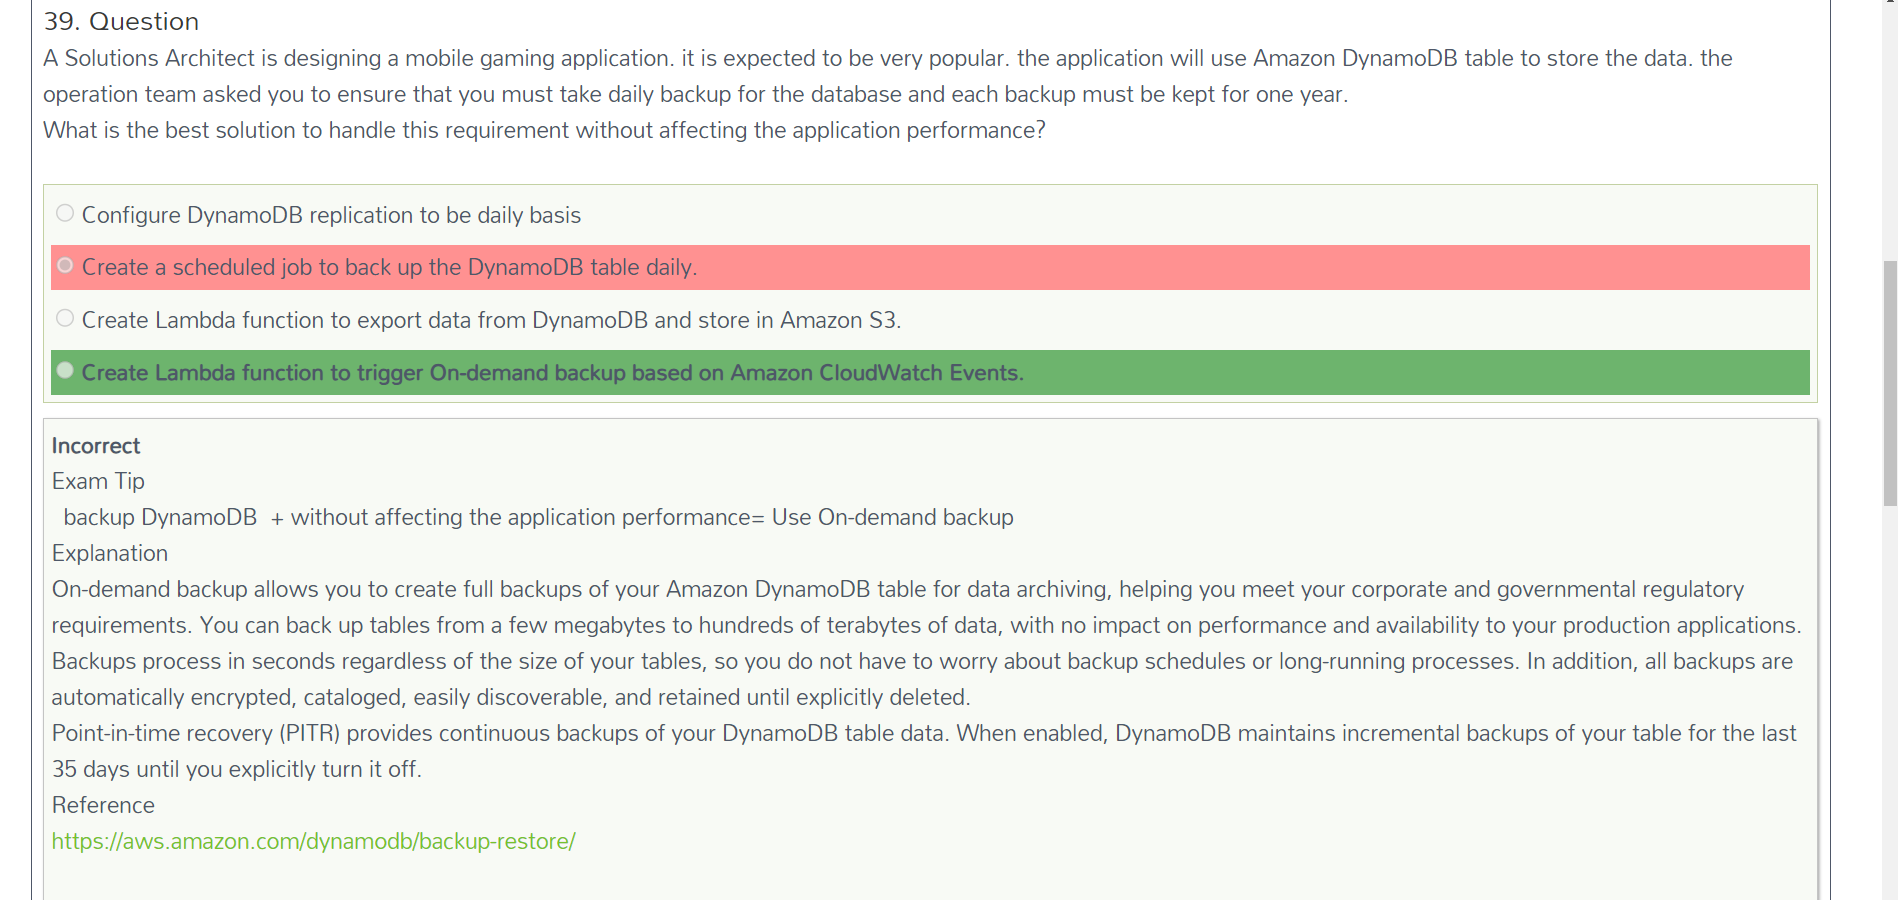 39. Question
A Solutions Architect is designing a mobile gaming application. it is expected to be very popular. the application will use Amazon DynamoDB table to store the data. the
operation team asked you to ensure that you must take daily backup for the database and each backup must be kept for one year.
What is the best solution to handle this requirement without affecting the application performance?
Configure DynamoDB replication to be daily basis
Create a scheduled job to back up the DynamoDB table daily.
Create Lambda function to export data from DynamoDB and store in Amazon S3.
Create Lambda function to trigger On-demand backup based on Amazon CloudWatch Events.
Incorrect
Exam Tip
backup DynamoDB + without affecting the application performance= Use On-demand backup
Explanation
On-demand backup allows you to create full backups of your Amazon DynamoDB table for data archiving, helping you meet your corporate and governmental regulatory
requirements. You can back up tables from a few megabytes to hundreds of terabytes of data, with no impact on performance and availability to your production applications.
Backups process in seconds regardless of the size of your tables, so you do not have to worry about backup schedules or long-running processes. In addition, all backups are
automatically encrypted, cataloged, easily discoverable, and retained until explicitly deleted.
Point-in-time recovery (PITR) provides continuous backups of your DynamoDB table data. When enabled, DynamoDB maintains incremental backups of your table for the last
35 days until you explicitly turn it off.
Reference
https://aws.amazon.com/dynamodb/backup-restore/